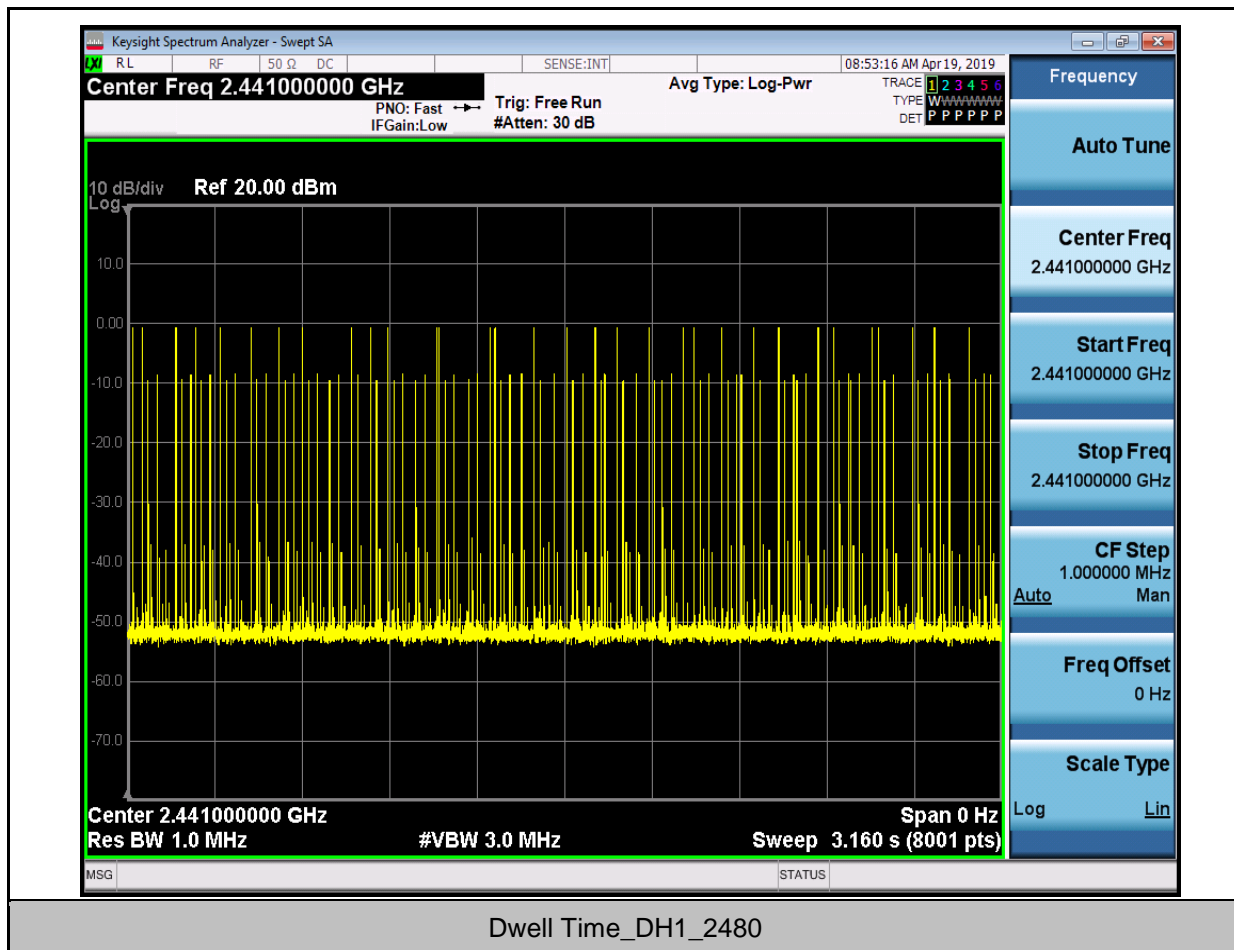 Keysight Spectrum Analyzer - Swept SA
LXI RL RF 50 Ω DC SENSE:INT 08:53:16 AM Apr 19, 2019
Center Freq 2.441000000 GHz
Avg Type: Log-Pwr
TRACE 1 2 3 4 5 6
TYPE WWWWWW
DET P P P P P P
PNO: Fast
IFGain:Low
Trig: Free Run
#Atten: 30 dB
10 dB/div Ref 20.00 dBm
Log
10.0
0.00
-10.0
-20.0
-30.0
-40.0
-50.0
-60.0
-70.0
Center 2.441000000 GHz Span 0 Hz
Res BW 1.0 MHz #VBW 3.0 MHz Sweep 3.160 s (8001 pts)
MSG STATUS
Frequency
Auto Tune
Center Freq
2.441000000 GHz
Start Freq
2.441000000 GHz
Stop Freq
2.441000000 GHz
CF Step
1.000000 MHz
Auto Man
Freq Offset
0 Hz
Scale Type
Log Lin
Dwell Time_DH1_2480